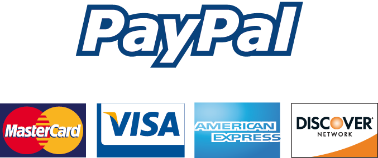 PayPal
MasterCard
VISA
AMERICAN
EXPRESS
DISCOVER
NETWORK